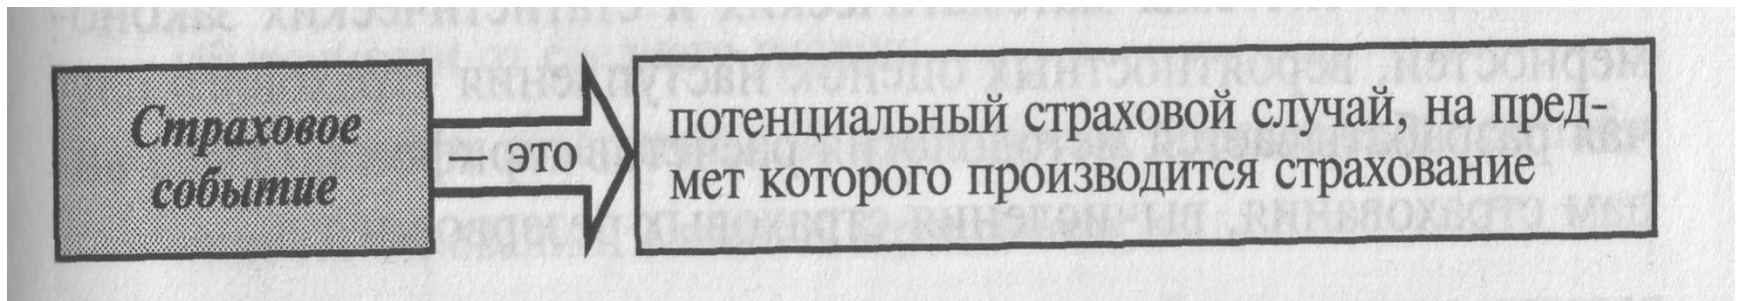 Страховое
событие
— это
потенциальный страховой случай, на пред-
мет которого производится страхование